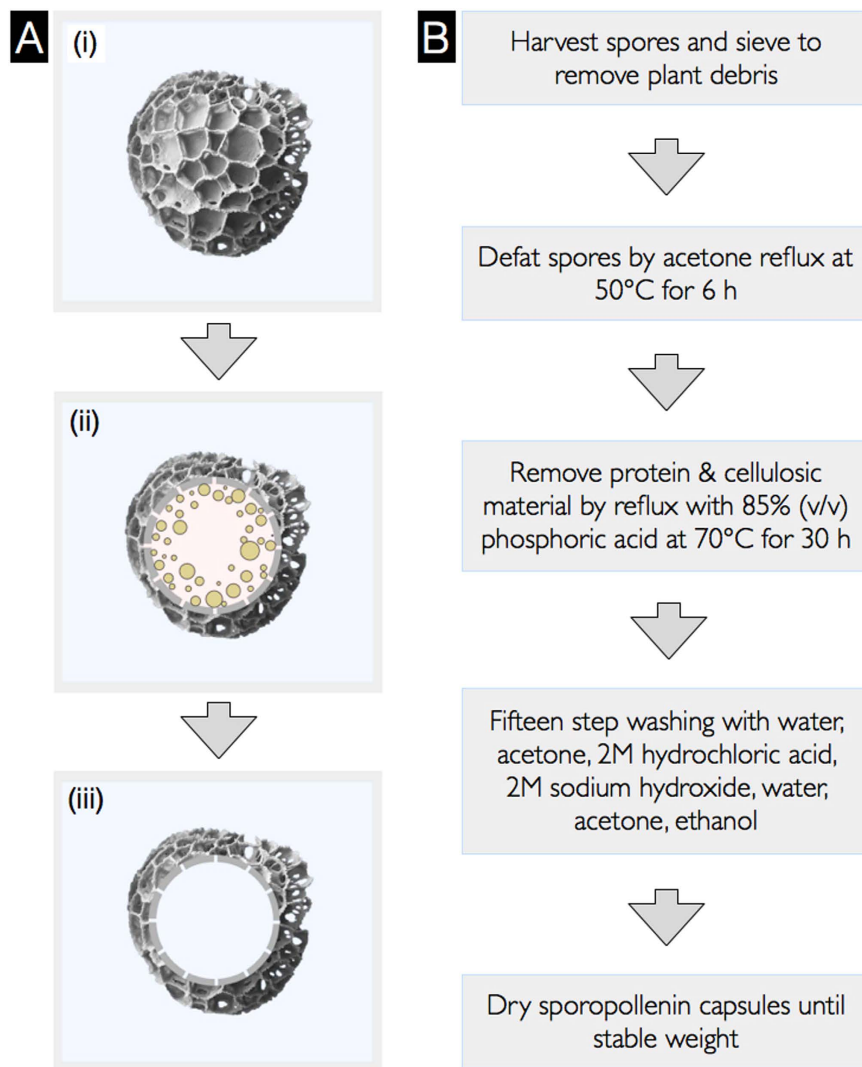 A
(i)
(ii)
(iii)
B
Harvest spores and sieve to
remove plant debris
Defat spores by acetone reflux at
50°C for 6 h
Remove protein & cellulosic
material by reflux with 85% (v/v)
phosphoric acid at 70°C for 30 h
Fifteen step washing with water,
acetone, 2M hydrochloric acid,
2M sodium hydroxide, water,
acetone, ethanol
Dry sporopollenin capsules until
stable weight